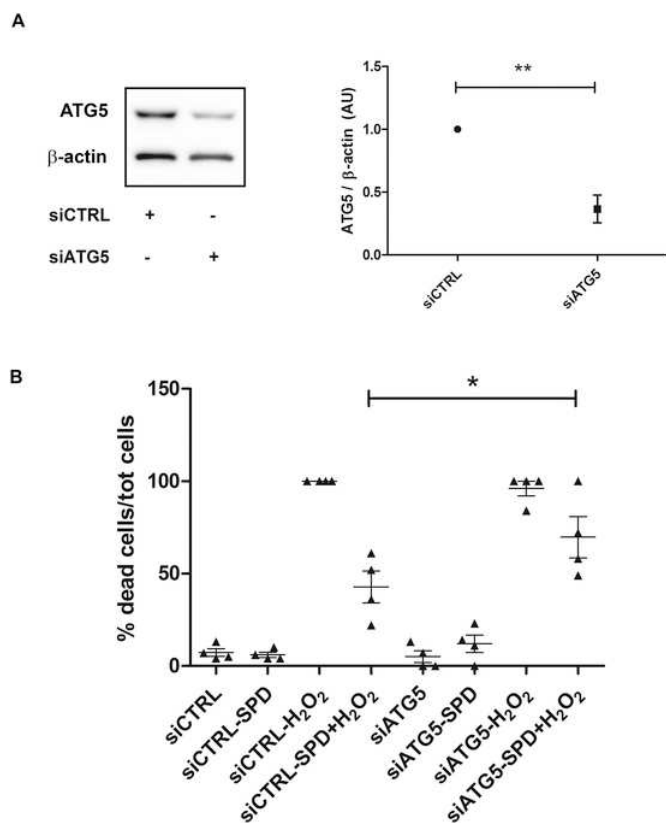 A
ATG5
β-actin
siCTRL + -
siATG5 - +
ATG5 / β-actin (AU)
1.5
1.0
0.5
0.0
**
siCTRL
siATG5
B
% dead cells/tot cells
150
100
50
0
*
siCTRL
siCTRL-SPD
siCTRL-H₂O₂
siCTRL-SPD+H₂O₂
siATG5
siATG5-SPD
siATG5-H₂O₂
siATG5-SPD+H₂O₂